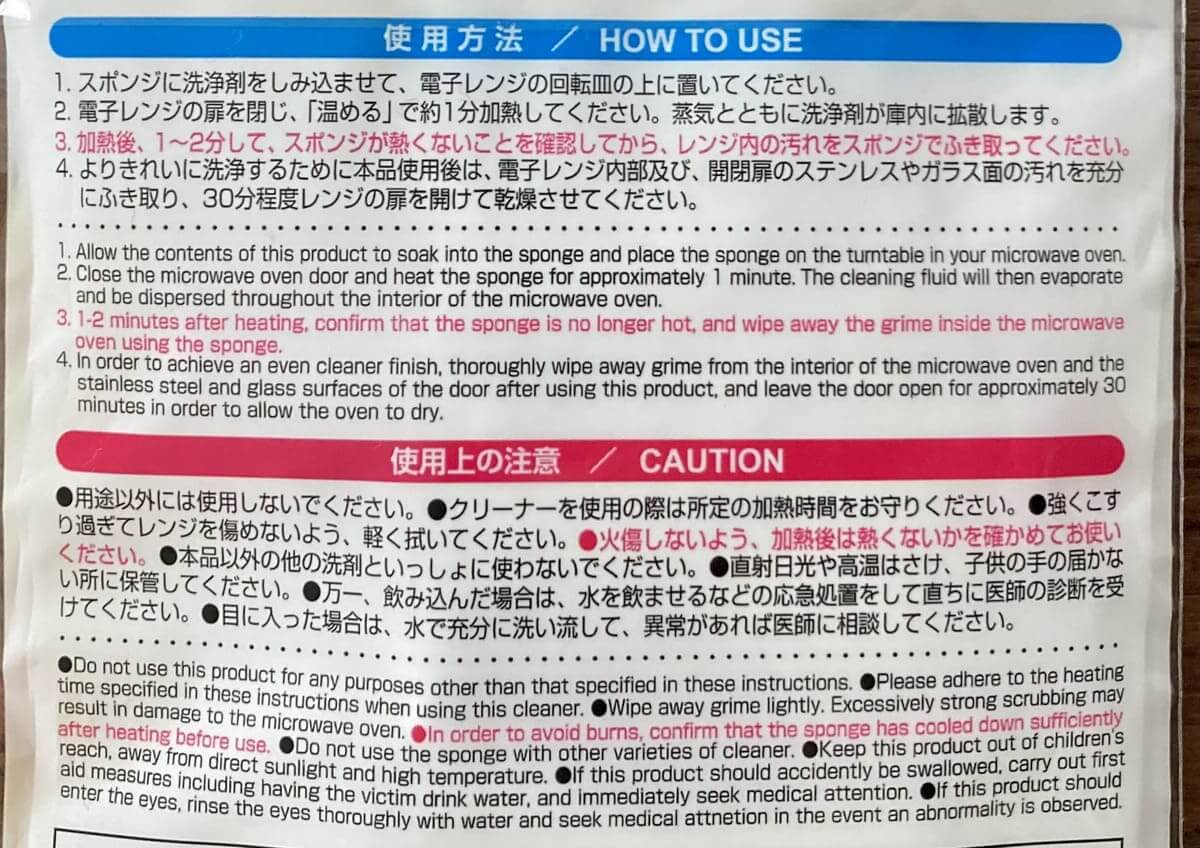 使用方法 / HOW TO USE
1. スポンジに洗浄剤をしみ込ませて、電子レンジの回転皿の上に置いてください。
2. 電子レンジの扉を閉じ、「温める」で約1分加熱してください。蒸気とともに洗浄剤が庫内に拡散します。
3. 加熱後、1〜2分して、スポンジが熱くないことを確認してから、レンジ内の汚れをスポンジでふき取ってください。
4. よりきれいに洗浄するために本品使用後は、電子レンジ内部及び、開閉扉のステンレスやガラス面の汚れを充分
にふき取り、30分程度レンジの扉を開けて乾燥させてください。
1. Allow the contents of this product to soak into the sponge and place the sponge on the turntable in your microwave oven.
2. Close the microwave oven door and heat the sponge for approximately 1 minute. The cleaning fluid will then evaporate
and be dispersed throughout the interior of the microwave oven.
3. 1-2 minutes after heating, confirm that the sponge is no longer hot, and wipe away the grime inside the microwave
oven using the sponge.
4. In order to achieve an even cleaner finish, thoroughly wipe away grime from the interior of the microwave oven and the
stainless steel and glass surfaces of the door after using this product, and leave the door open for approximately 30
minutes in order to allow the oven to dry.
使用上の注意 / CAUTION
●用途以外には使用しないでください。●クリーナーを使用の際は所定の加熱時間をお守りください。●強くこす
り過ぎてレンジを傷めないよう、軽く拭いてください。●火傷しないよう、加熱後は熱くないかを確かめてお使い
ください。●本品以外の他の洗剤といっしょに使わないでください。●直射日光や高温はさけ、子供の手の届かな
い所に保管してください。●万一、飲み込んだ場合は、水を飲ませるなどの応急処置をして直ちに医師の診断を受
けてください。●目に入った場合は、水で充分に洗い流して、異常があれば医師に相談してください。
●Do not use this product for any purposes other than that specified in these instructions. ●Please adhere to the heating
time specified in these instructions when using this cleaner. ●Wipe away grime lightly. Excessively strong scrubbing may
result in damage to the microwave oven. ●In order to avoid burns, confirm that the sponge has cooled down sufficiently
after heating before use. ●Do not use the sponge with other varieties of cleaner. ●Keep this product out of children's
reach, away from direct sunlight and high temperature. ●If this product should accidently be swallowed, carry out first
aid measures including having the victim drink water, and immediately seek medical attention. ●If this product should
enter the eyes, rinse the eyes thoroughly with water and seek medical attnetion in the event an abnormality is observed.